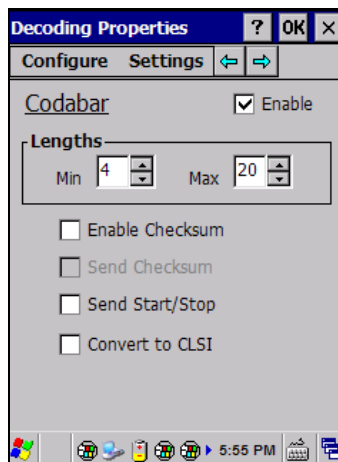 Decoding Properties ? OK ×
Configure Settings
Codabar Enable
Lengths
Min 4 Max 20
Enable Checksum
Send Checksum
Send Start/Stop
Convert to CLSI
5:55 PM